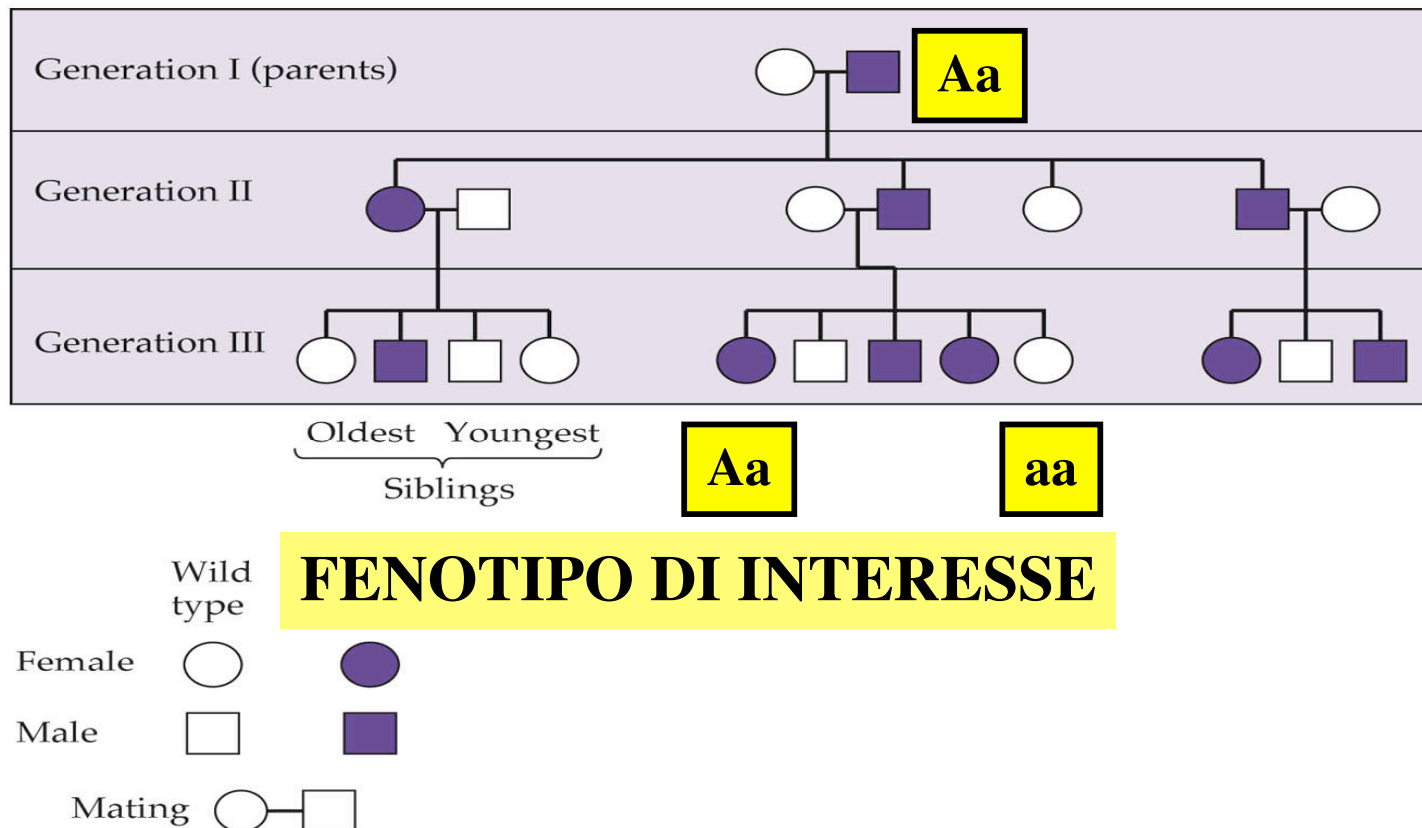 Generation I (parents)
Aa
Generation II
Generation III
Oldest Youngest
Siblings
Aa
aa
FENOTIPO DI INTERESSE
Wild
type
Female
Male
Mating